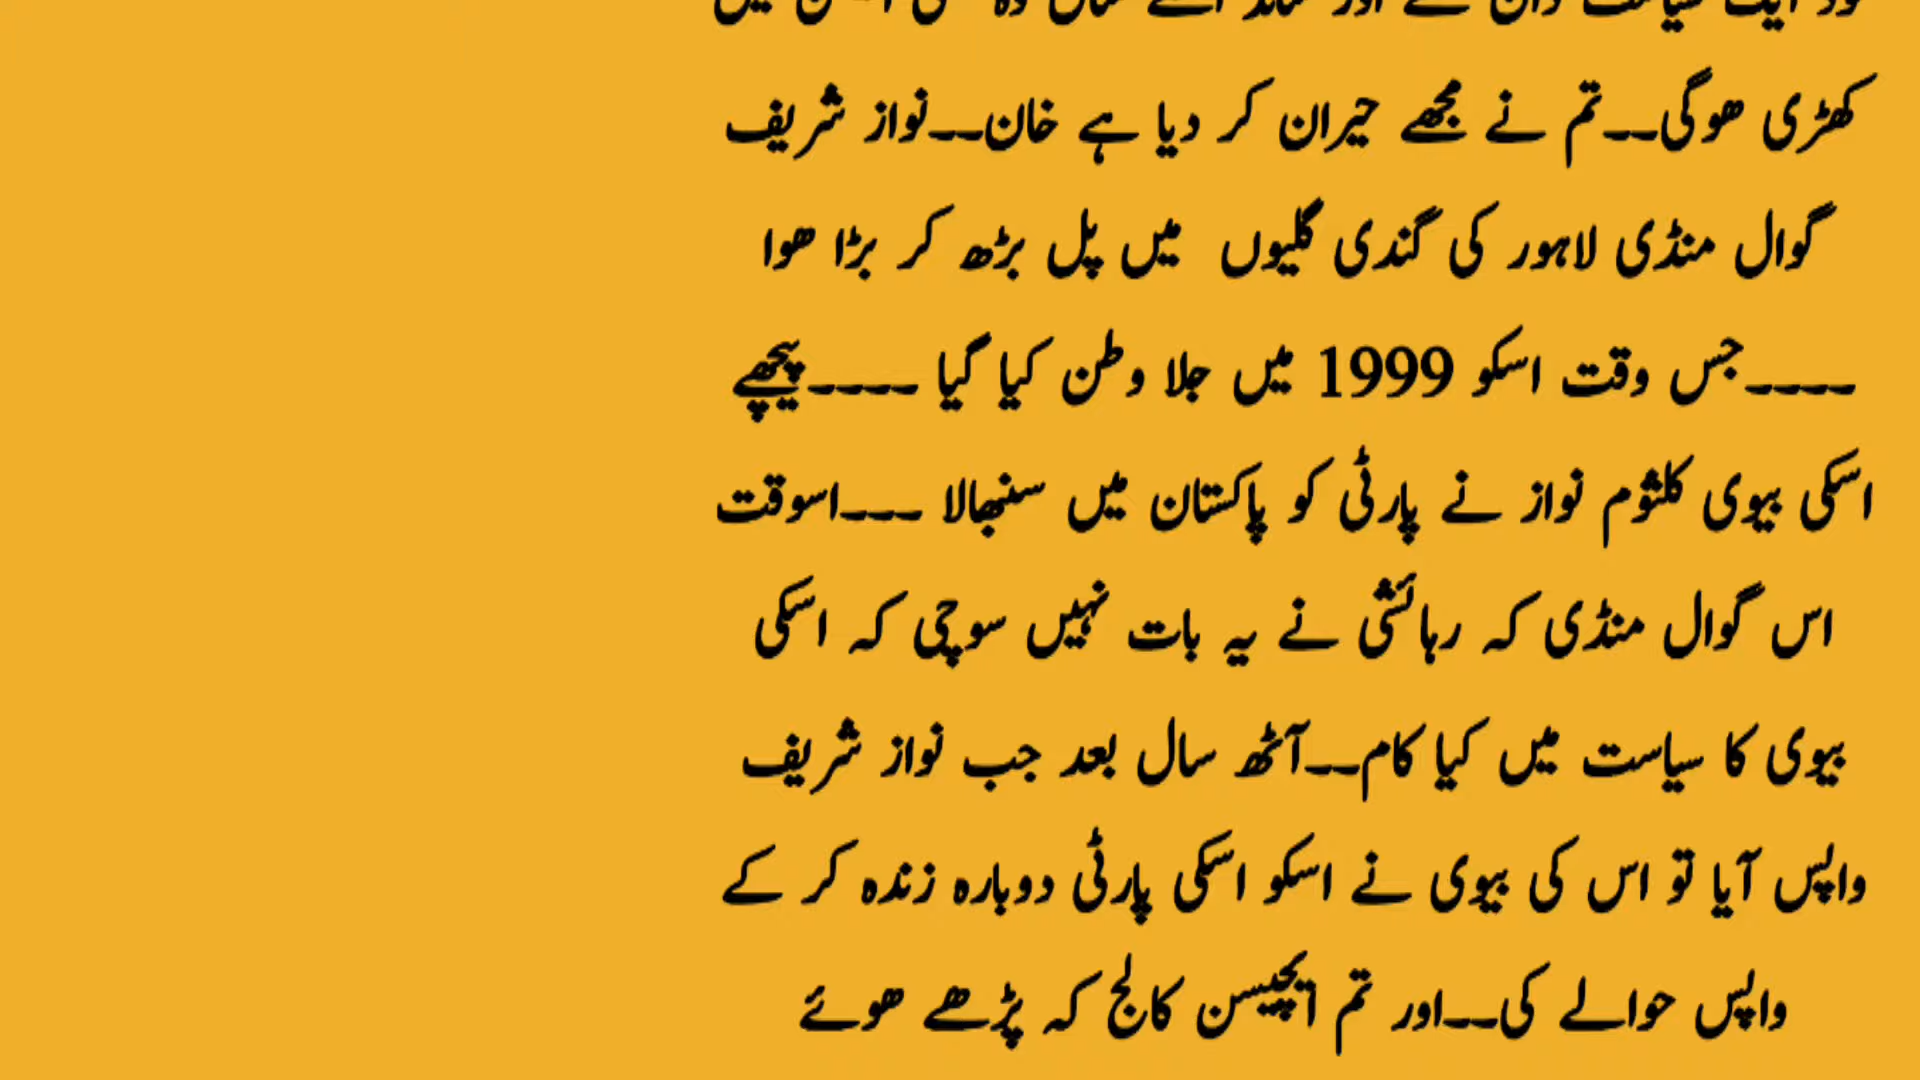 کھڑی ھوگی۔۔تم نے مجھے حیران کر دیا ہے خان۔۔نواز شریف
گوال منڈی لاہور کی گندی گلیوں میں پل بڑھ کر بڑا ھوا
۔۔۔۔جس وقت اسکو 1999 میں جلا وطن کیا گیا ۔۔۔۔پیچھے
اسکی بیوی کلثوم نواز نے پارٹی کو پاکستان میں سنبھالا ۔۔۔اسوقت
اس گوال منڈی کہ رہائشی نے یہ بات نہیں سوچی کہ اسکی
بیوی کا سیاست میں کیا کام۔۔آٹھ سال بعد جب نواز شریف
واپس آیا تو اس کی بیوی نے اسکو اسکی پارٹی دوبارہ زندہ کر کے
واپس حوالے کی۔۔اور تم ایچیسن کالج کہ پڑھے ھوئے